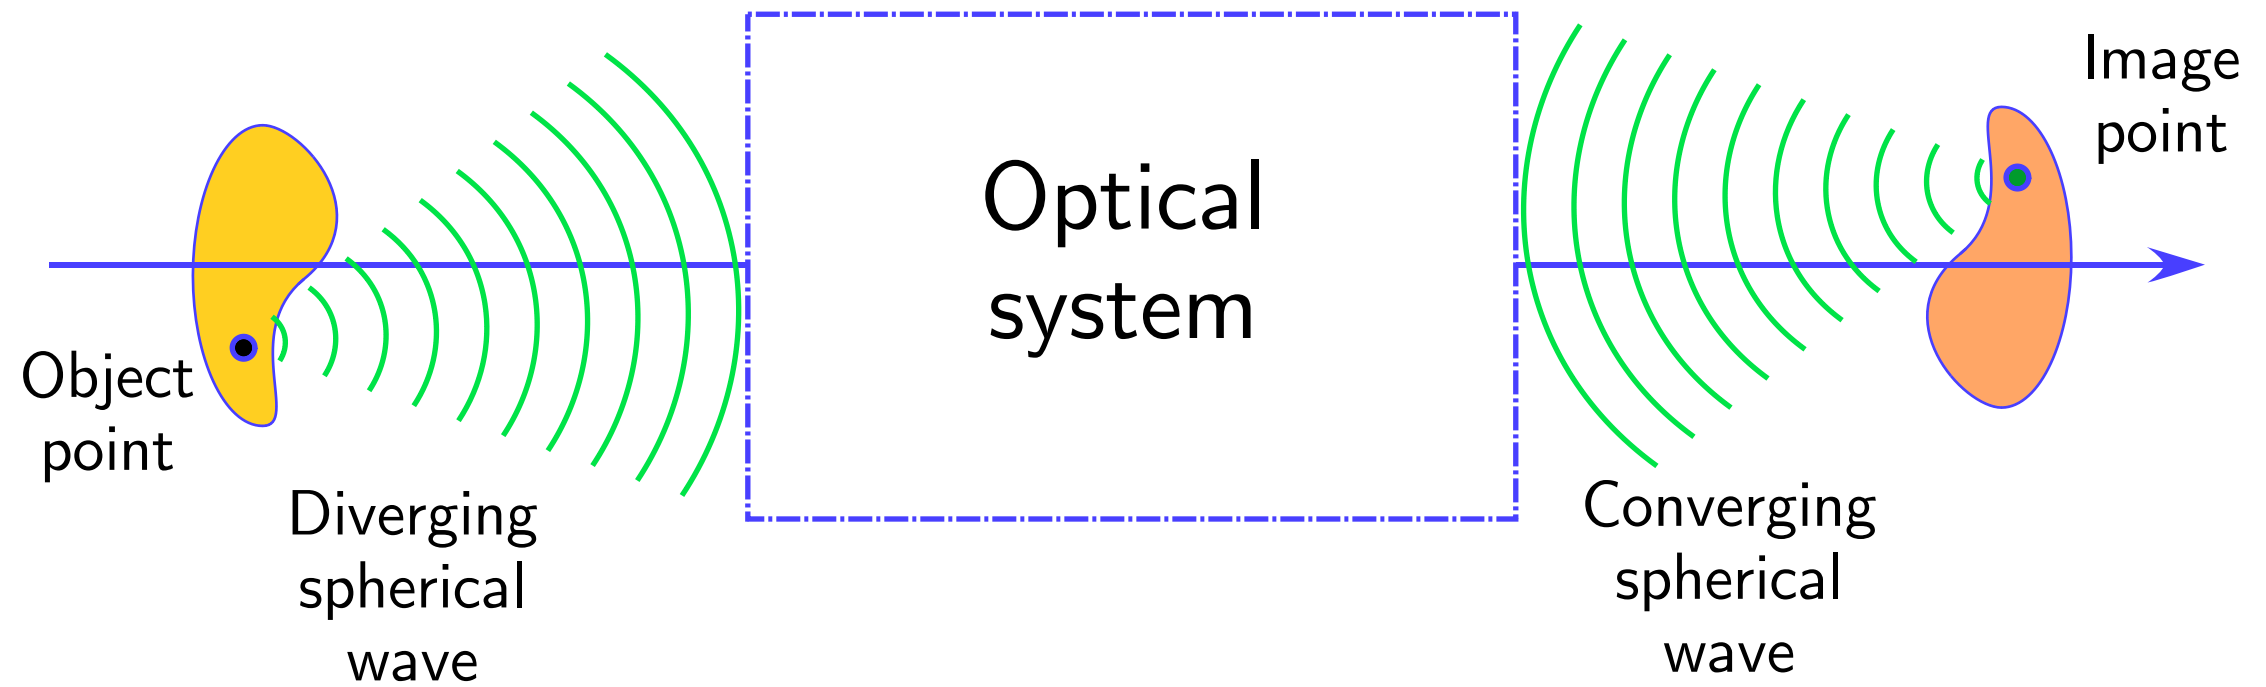 Object
point
Diverging
spherical
wave
Optical
system
Converging
spherical
wave
Image
point